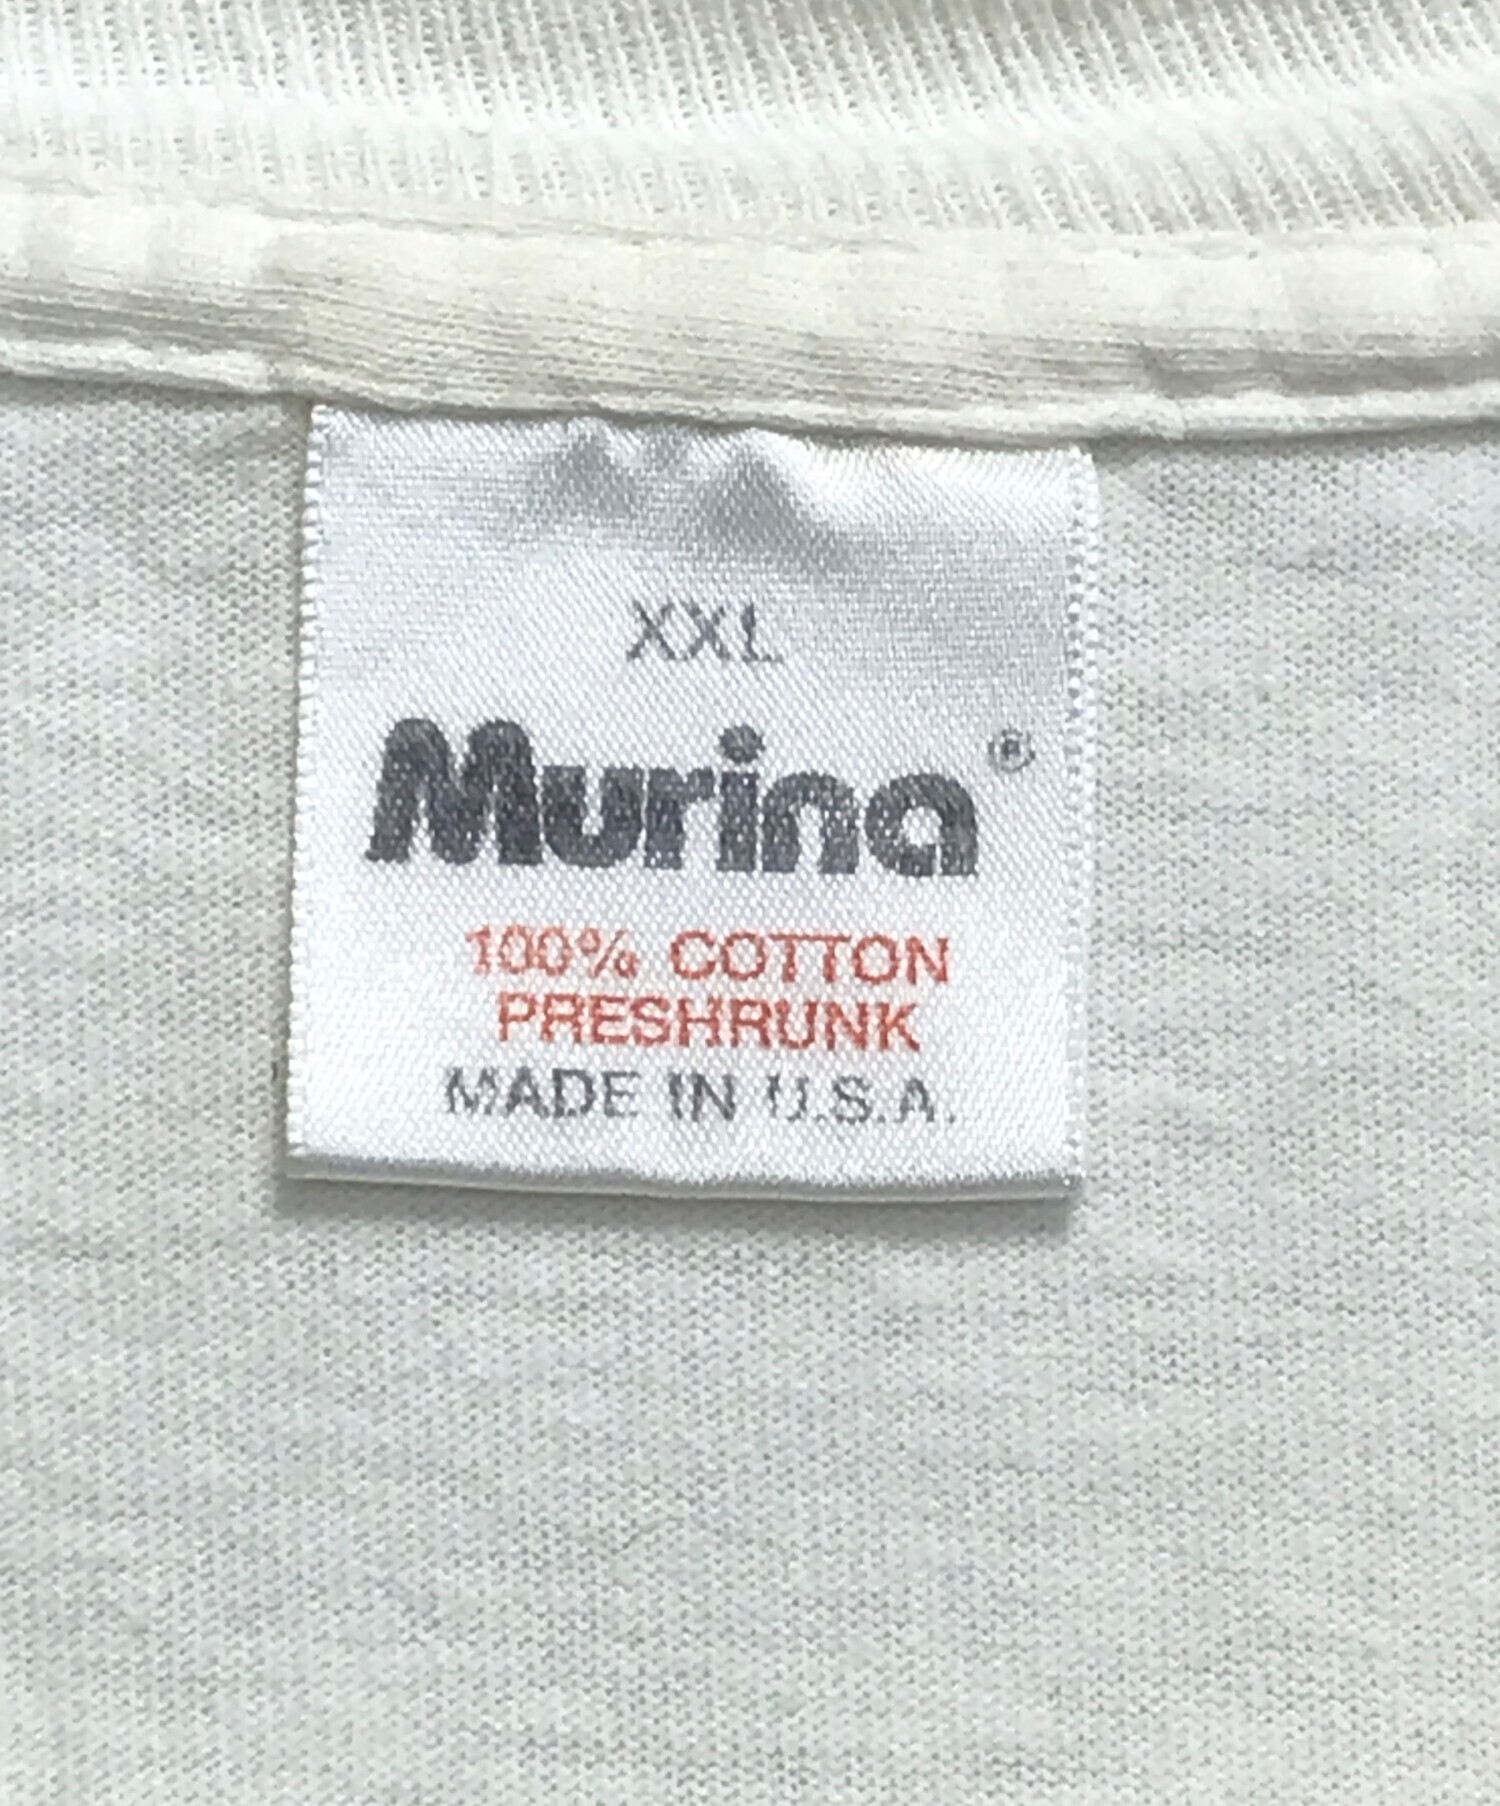 XXL
Murina®
100% COTTON
PRESHRUNK
MADE IN U.S.A.